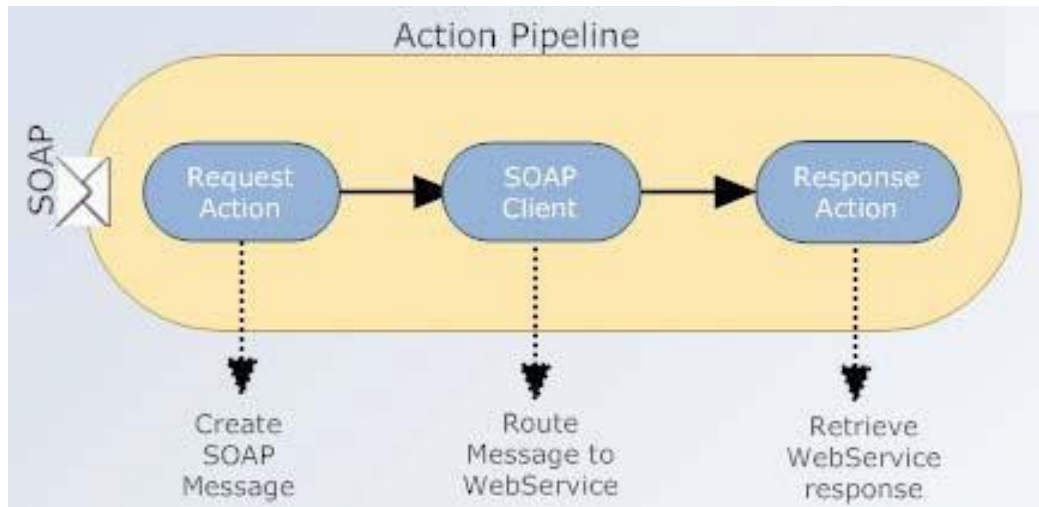 Action Pipeline
SOAP
Request
Action
SOAP
Client
Response
Action
Create
SOAP
Message
Route
Message to
WebService
Retrieve
WebService
response